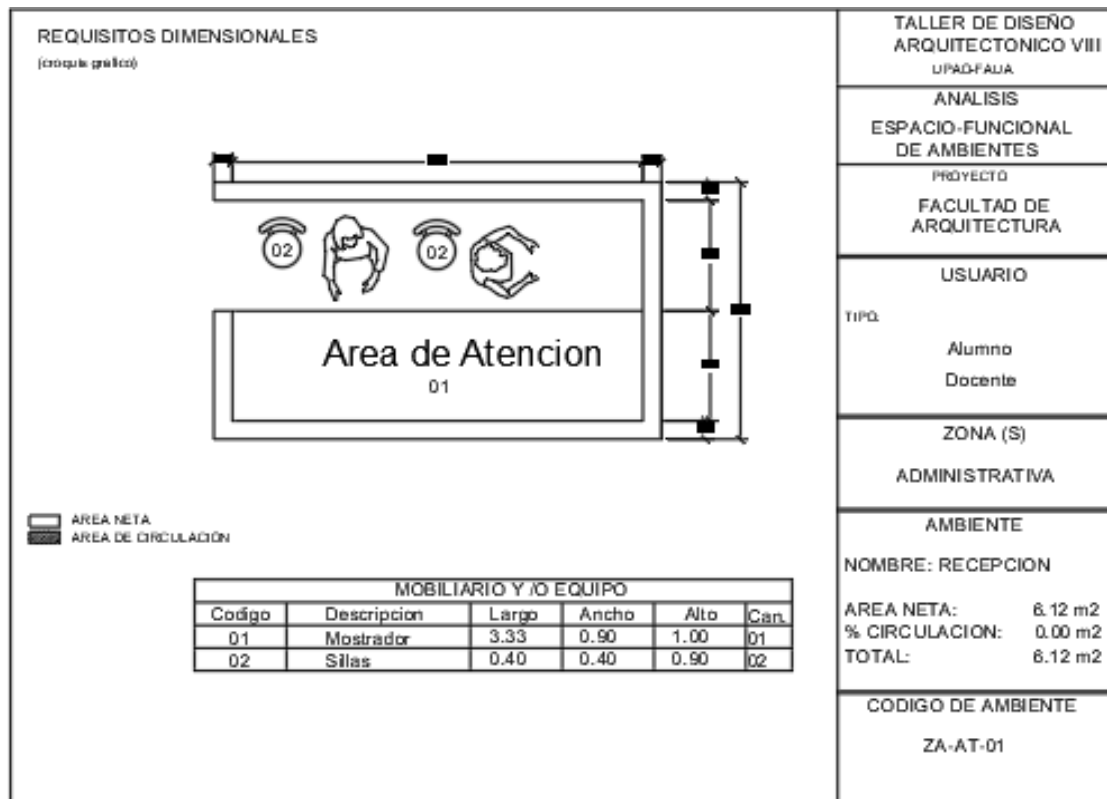 REQUISITOS DIMENSIONALES
(croquis grafico)
02
02
Area de Atencion
01
AREA NETA
AREA DE CIRCULACIÓN
MOBILIARIO Y /O EQUIPO
Codigo Descripcion Largo Ancho Alto Can.
01 Mostrador 3.33 0.90 1.00 01
02 Sillas 0.40 0.40 0.90 02
TALLER DE DISEÑO
ARQUITECTONICO VIII
UPAO-FAUA
ANALISIS
ESPACIO-FUNCIONAL
DE AMBIENTES
PROYECTO
FACULTAD DE
ARQUITECTURA
USUARIO
TIPO:
Alumno
Docente
ZONA (S)
ADMINISTRATIVA
AMBIENTE
NOMBRE: RECEPCION
AREA NETA: 6.12 m2
% CIRCULACION: 0.00 m2
TOTAL: 6.12 m2
CODIGO DE AMBIENTE
ZA-AT-01